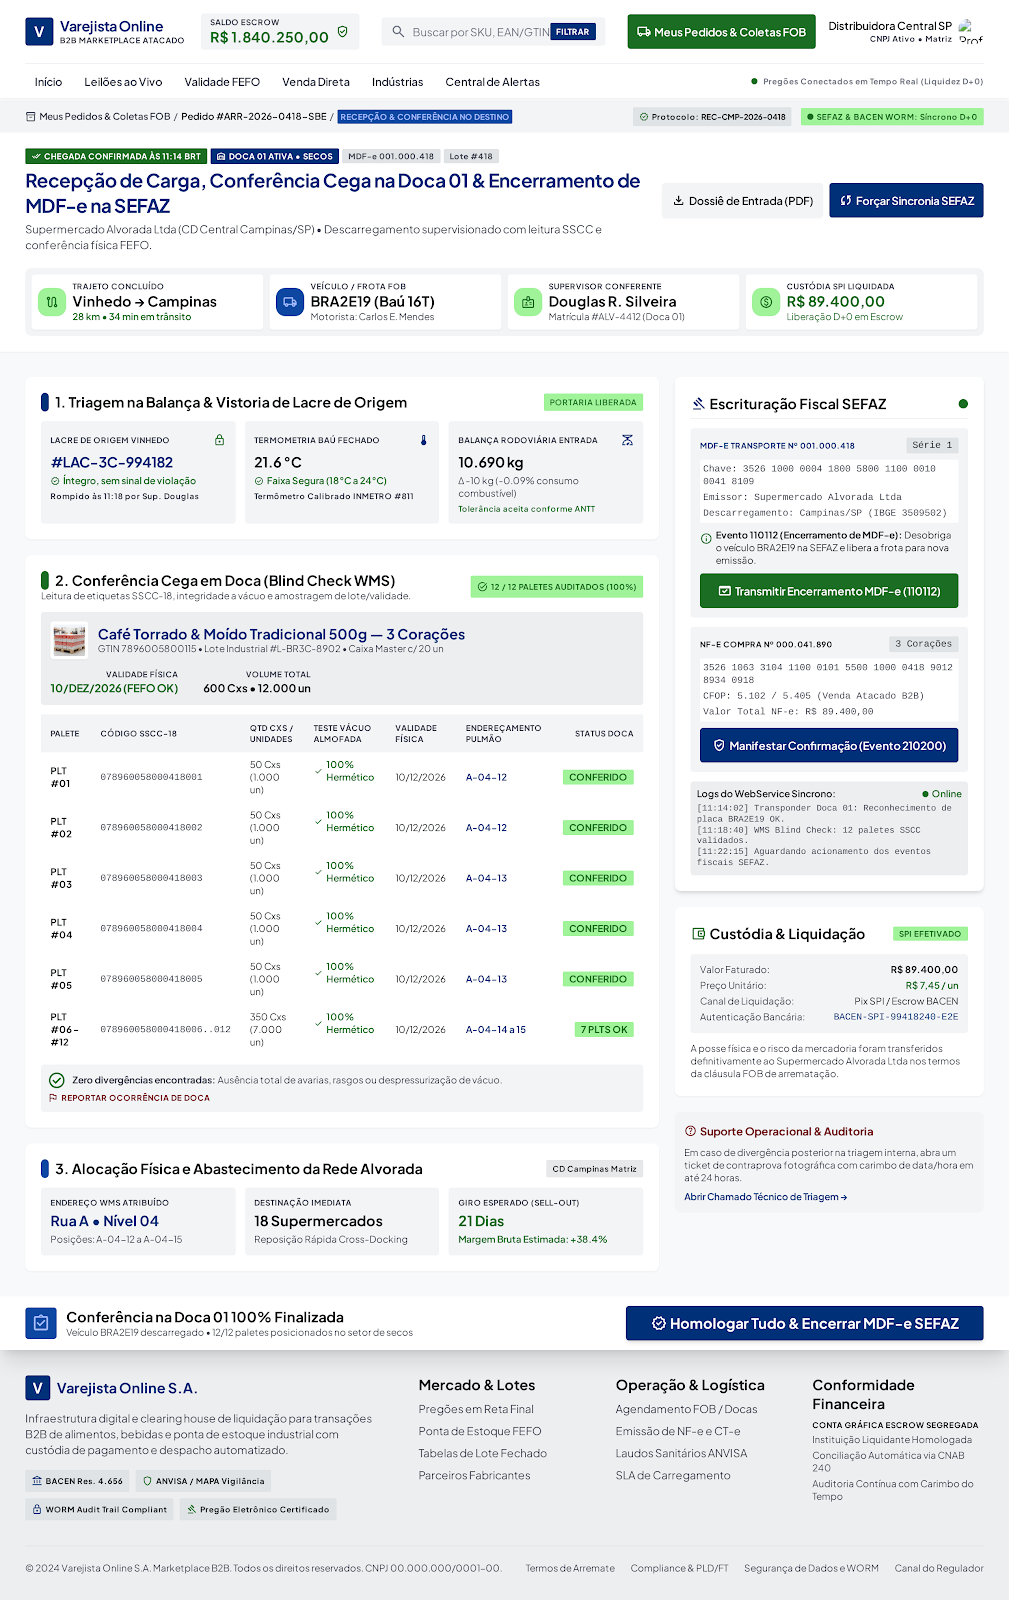 V
Varejista Online
B2B MARKETPLACE ATACADO
SALDO ESCROW
R$ 1.840.250,00
Buscar por SKU, EAN/GTIN
FILTRAR
Meus Pedidos & Coletas FOB
Distribuidora Central SP
CNPJ Ativo • Matriz
Início
Leilões ao Vivo
Validade FEFO
Venda Direta
Indústrias
Central de Alertas
Pregões Conectados em Tempo Real (Liquidez D+0)
Meus Pedidos & Coletas FOB / Pedido #ARR-2026-0418-SBE / RECEPÇÃO & CONFERÊNCIA NO DESTINO
Protocolo: REC-CMP-2026-0418
SEFAZ & BACEN WORM: Síncrono D+0
CHEGADA CONFIRMADA ÀS 11:14 BRT
DOCA 01 ATIVA • SECOS
MDF-e 001.000.418
Lote #418
Recepção de Carga, Conferência Cega na Doca 01 & Encerramento de
MDF-e na SEFAZ
Supermercado Alvorada Ltda (CD Central Campinas/SP) • Descarregamento supervisionado com leitura SSCC e
conferência física FEFO.
Dossiê de Entrada (PDF)
Forçar Sincronia SEFAZ
TRAJETO CONCLUÍDO
Vinhedo → Campinas
28 km • 34 min em trânsito
VEÍCULO / FROTA FOB
BRA2E19 (Baú 16T)
Motorista: Carlos E. Mendes
SUPERVISOR CONFERENTE
Douglas R. Silveira
Matrícula #ALV-4412 (Doca 01)
CUSTÓDIA SPI LIQUIDADA
R$ 89.400,00
Liberação D+0 em Escrow
1. Triagem na Balança & Vistoria de Lacre de Origem
PORTARIA LIBERADA
LACRE DE ORIGEM VINHEDO
#LAC-3C-994182
Íntegro, sem sinal de violação
Rompido às 11:18 por Sup. Douglas
TERMOMETRIA BAÚ FECHADO
21.6 °C
Faixa Segura (18°C a 24°C)
Termômetro Calibrado INMETRO #811
BALANÇA RODOVIÁRIA ENTRADA
10.690 kg
Δ -10 kg (-0.09% consumo
combustível)
Tolerância aceita conforme ANTT
2. Conferência Cega em Doca (Blind Check WMS)
Leitura de etiquetas SSCC-18, integridade a vácuo e amostragem de lote/validade.
12 / 12 PALETES AUDITADOS (100%)
Café Torrado & Moído Tradicional 500g — 3 Corações
GTIN 7896005800115 • Lote Industrial #L-BR3C-8902 • Caixa Master c/ 20 un
VALIDADE FÍSICA
10/DEZ/2026 (FEFO OK)
VOLUME TOTAL
600 Cxs • 12.000 un
PALETE
CÓDIGO SSCC-18
QTD CXS /
UNIDADES
TESTE VÁCUO
ALMOFADA
VALIDADE
FÍSICA
ENDEREÇAMENTO
PULMÃO
STATUS DOCA
PLT
#01
078960058000418001
50 Cxs
(1.000
un)
100%
Hermético
10/12/2026
A-04-12
CONFERIDO
PLT
#02
078960058000418002
50 Cxs
(1.000
un)
100%
Hermético
10/12/2026
A-04-12
CONFERIDO
PLT
#03
078960058000418003
50 Cxs
(1.000
un)
100%
Hermético
10/12/2026
A-04-13
CONFERIDO
PLT
#04
078960058000418004
50 Cxs
(1.000
un)
100%
Hermético
10/12/2026
A-04-13
CONFERIDO
PLT
#05
078960058000418005
50 Cxs
(1.000
un)
100%
Hermético
10/12/2026
A-04-13
CONFERIDO
PLT
#06-
#12
078960058000418006..012
350 Cxs
(7.000
un)
100%
Hermético
10/12/2026
A-04-14 a 15
7 PLTS OK
Zero divergências encontradas: Ausência total de avarias, rasgos ou despressurização de vácuo.
REPORTAR OCORRÊNCIA DE DOCA
3. Alocação Física e Abastecimento da Rede Alvorada
CD Campinas Matriz
ENDEREÇO WMS ATRIBUÍDO
Rua A • Nível 04
Posições: A-04-12 a A-04-15
DESTINAÇÃO IMEDIATA
18 Supermercados
Reposição Rápida Cross-Docking
GIRO ESPERADO (SELL-OUT)
21 Dias
Margem Bruta Estimada: +38.4%
Escrituração Fiscal SEFAZ
MDF-E TRANSPORTE Nº 001.000.418
Série 1
Chave: 3526 1000 0004 1800 5800 1100 0010
0041 8109
Emissor: Supermercado Alvorada Ltda
Descarregamento: Campinas/SP (IBGE 3509502)
Evento 110112 (Encerramento de MDF-e): Desobriga
o veículo BRA2E19 na SEFAZ e libera a frota para nova
emissão.
Transmitir Encerramento MDF-e (110112)
NF-E COMPRA Nº 000.041.890
3 Corações
3526 1063 3104 1100 0101 5500 1000 0418 9012
8934 0918
CFOP: 5.102 / 5.405 (Venda Atacado B2B)
Valor Total NF-e: R$ 89.400,00
Manifestar Confirmação (Evento 210200)
Logs do WebService Síncrono:
Online
[11:14:02] Transponder Doca 01: Reconhecimento de
placa BRA2E19 OK.
[11:18:40] WMS Blind Check: 12 paletes SSCC
validados.
[11:22:15] Aguardando acionamento dos eventos
fiscais SEFAZ.
Custódia & Liquidação
SPI EFETIVADO
Valor Faturado: R$ 89.400,00
Preço Unitário: R$ 7,45 / un
Canal de Liquidação: Pix SPI / Escrow BACEN
Autenticação Bancária: BACEN-SPI-99418240-E2E
A posse física e o risco da mercadoria foram transferidos
definitivamente ao Supermercado Alvorada Ltda nos termos
da cláusula FOB de arrematação.
Suporte Operacional & Auditoria
Em caso de divergência posterior na triagem interna, abra um
ticket de contraprova fotográfica com carimbo de data/hora em
até 24 horas.
Abrir Chamado Técnico de Triagem →
Conferência na Doca 01 100% Finalizada
Veículo BRA2E19 descarregado • 12/12 paletes posicionados no setor de secos
Homologar Tudo & Encerrar MDF-e SEFAZ
V
Varejista Online S.A.
Infraestrutura digital e clearing house de liquidação para transações
B2B de alimentos, bebidas e ponta de estoque industrial com
custódia de pagamento e despacho automatizado.
BACEN Res. 4.656
ANVISA / MAPA Vigilância
WORM Audit Trail Compliant
Pregão Eletrônico Certificado
Mercado & Lotes
Pregões em Reta Final
Ponta de Estoque FEFO
Tabelas de Lote Fechado
Parceiros Fabricantes
Operação & Logística
Agendamento FOB / Docas
Emissão de NF-e e CT-e
Laudos Sanitários ANVISA
SLA de Carregamento
Conformidade
Financeira
CONTA GRÁFICA ESCROW SEGREGADA
Instituição Liquidante Homologada
Conciliação Automática via CNAB
240
Auditoria Contínua com Carimbo do
Tempo
© 2024 Varejista Online S.A. Marketplace B2B. Todos os direitos reservados. CNPJ 00.000.000/0001-00.
Termos de Arremate
Compliance & PLD/FT
Segurança de Dados e WORM
Canal do Regulador